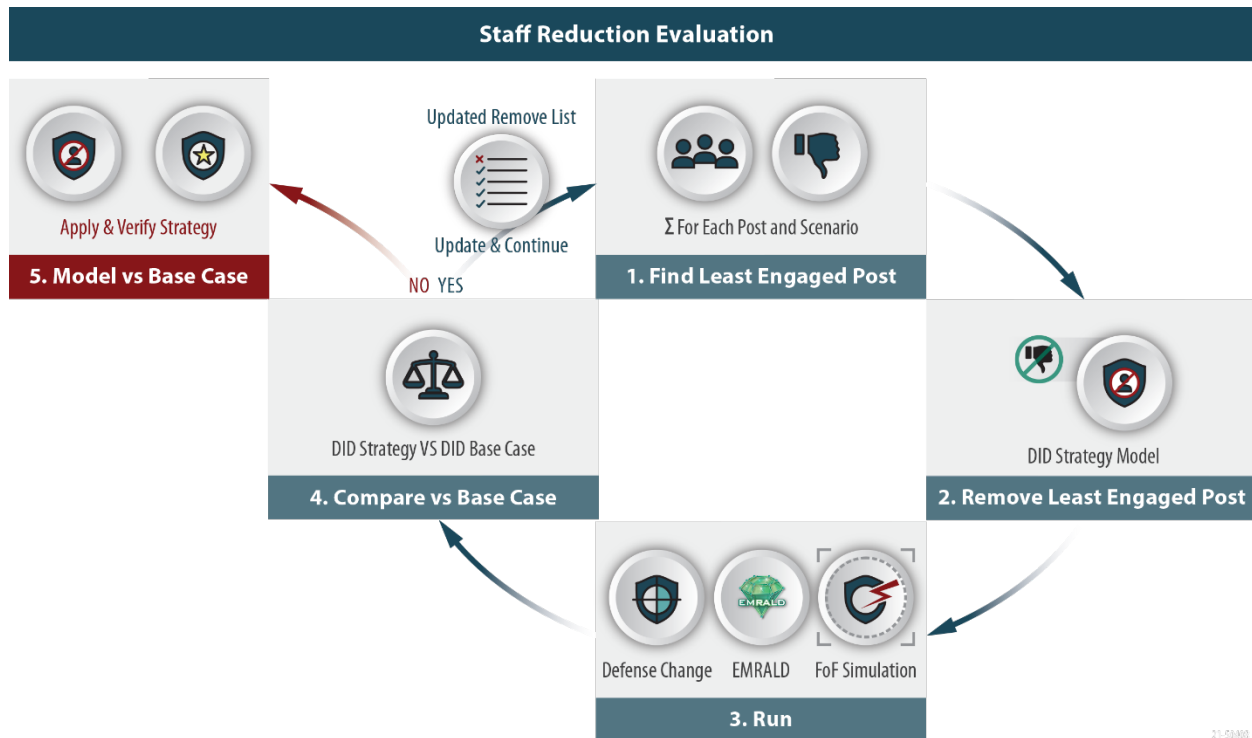 Staff Reduction Evaluation
Updated Remove List
Update & Continue
NO YES
Σ For Each Post and Scenario
1. Find Least Engaged Post
DID Strategy Model
2. Remove Least Engaged Post
Defense Change
EMRALD
EMRALD
FoF Simulation
3. Run
DID Strategy VS DID Base Case
4. Compare vs Base Case
Apply & Verify Strategy
5. Model vs Base Case